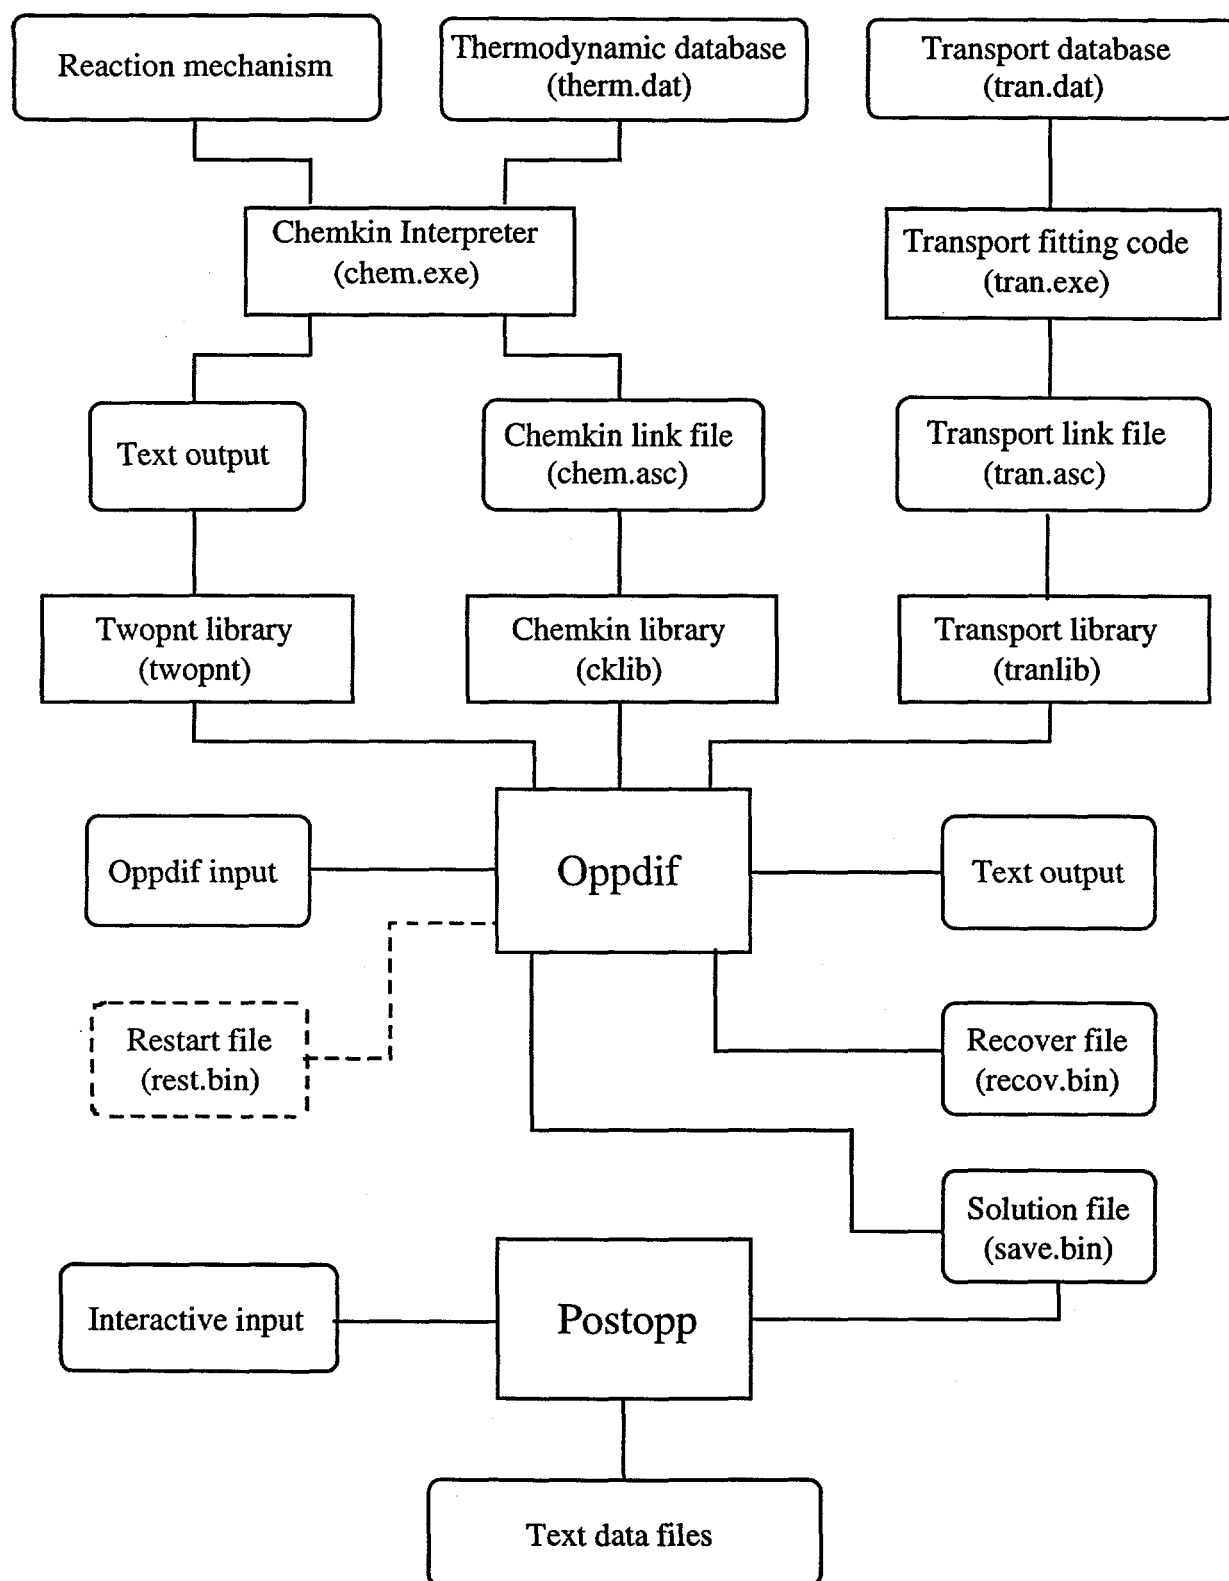 Reaction mechanism
Thermodynamic database
(therm.dat)
Transport database
(tran.dat)
Chemkin Interpreter
(chem.exe)
Transport fitting code
(tran.exe)
Text output
Chemkin link file
(chem.asc)
Transport link file
(tran.asc)
Twopnt library
(twopnt)
Chemkin library
(cklib)
Transport library
(tranlib)
Oppdif input
Oppdif
Text output
Restart file
(rest.bin)
Recover file
(recov.bin)
Solution file
(save.bin)
Interactive input
Postopp
Text data files